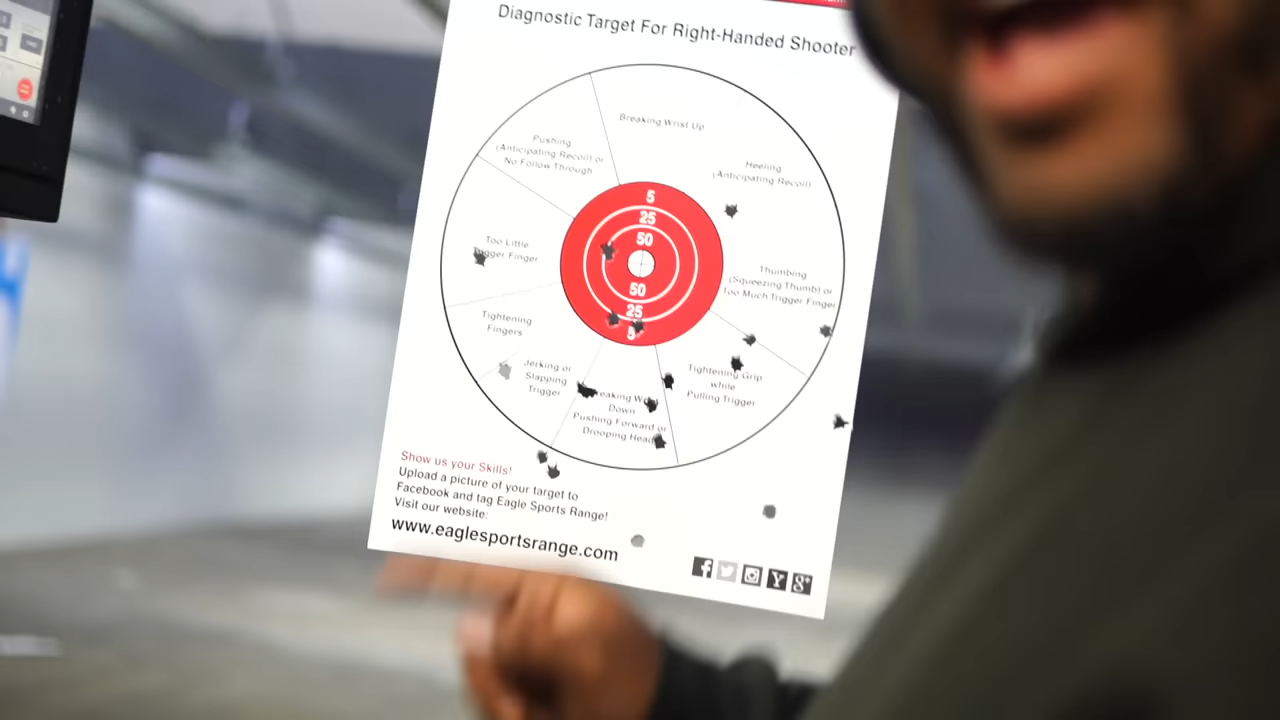 Diagnostic Target For Right-Handed Shooter
Breaking Wrist Up
Pushing
(Anticipating Recoil) or
No Follow Through
Heeling
(Anticipating Recoil)
5
25
50
Too Little
Trigger Finger
Thumbing
(Squeezing Thumb) or
Too Much Trigger Finger
50
25
5
Tightening
Fingers
Jerking or
Slapping
Trigger
Tightening Grip
while
Pulling Trigger
Down
Pushing Forward or
Drooping Head
Show us your Skills!
Upload a picture of your target to
Facebook and tag Eagle Sports Range!
Visit our website:
www.eaglesportsrange.com
f
Y
g+